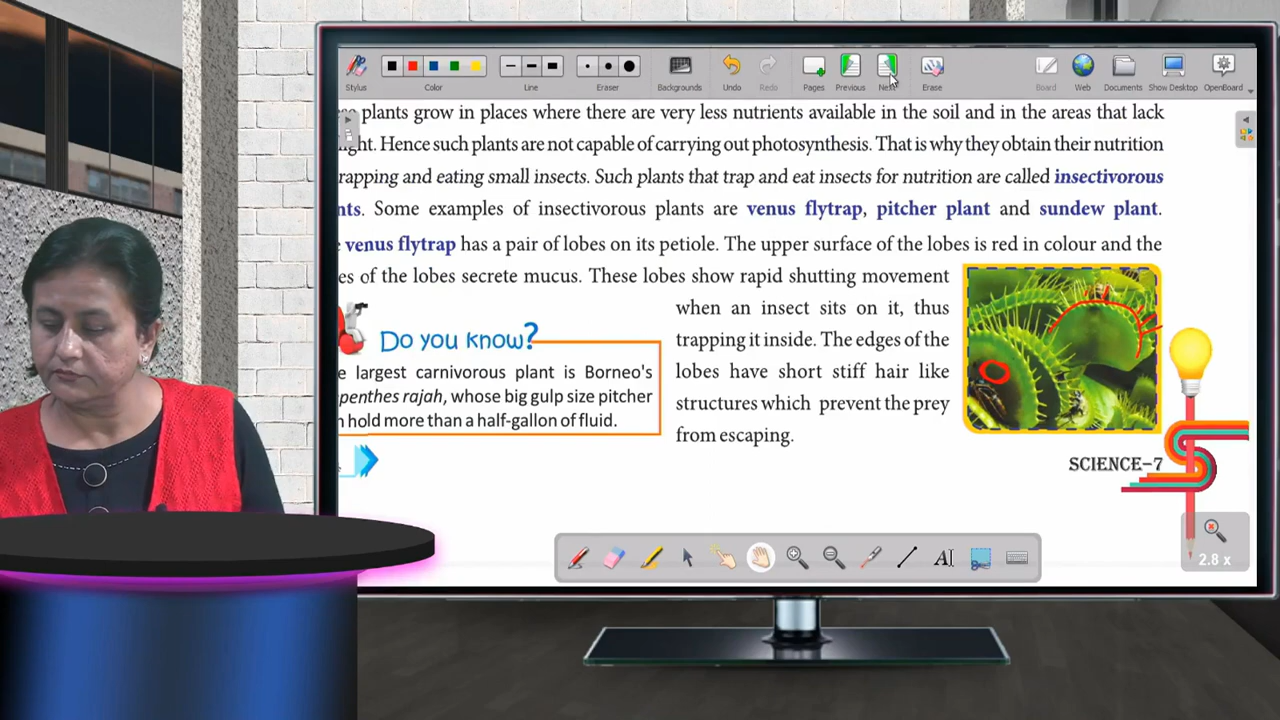 Stylus
Color
Line
Eraser
Backgrounds
Undo
Redo
Pages
Previous
Next
Erase
Board
Web
Documents
Show Desktop
OpenBoard
plants grow in places where there are very less nutrients available in the soil and in the areas that lack
Hence such plants are not capable of carrying out photosynthesis. That is why they obtain their nutrition
rapping and eating small insects. Such plants that trap and eat insects for nutrition are called insectivorous
nts. Some examples of insectivorous plants are venus flytrap, pitcher plant and sundew plant.
venus flytrap has a pair of lobes on its petiole. The upper surface of the lobes is red in colour and the
es of the lobes secrete mucus. These lobes show rapid shutting movement
when an insect sits on it, thus
trapping it inside. The edges of the
lobes have short stiff hair like
structures which prevent the prey
from escaping.
Do you know?
e largest carnivorous plant is Borneo's
penthes rajah, whose big gulp size pitcher
n hold more than a half-gallon of fluid.
SCIENCE-7
AI
2.8 x